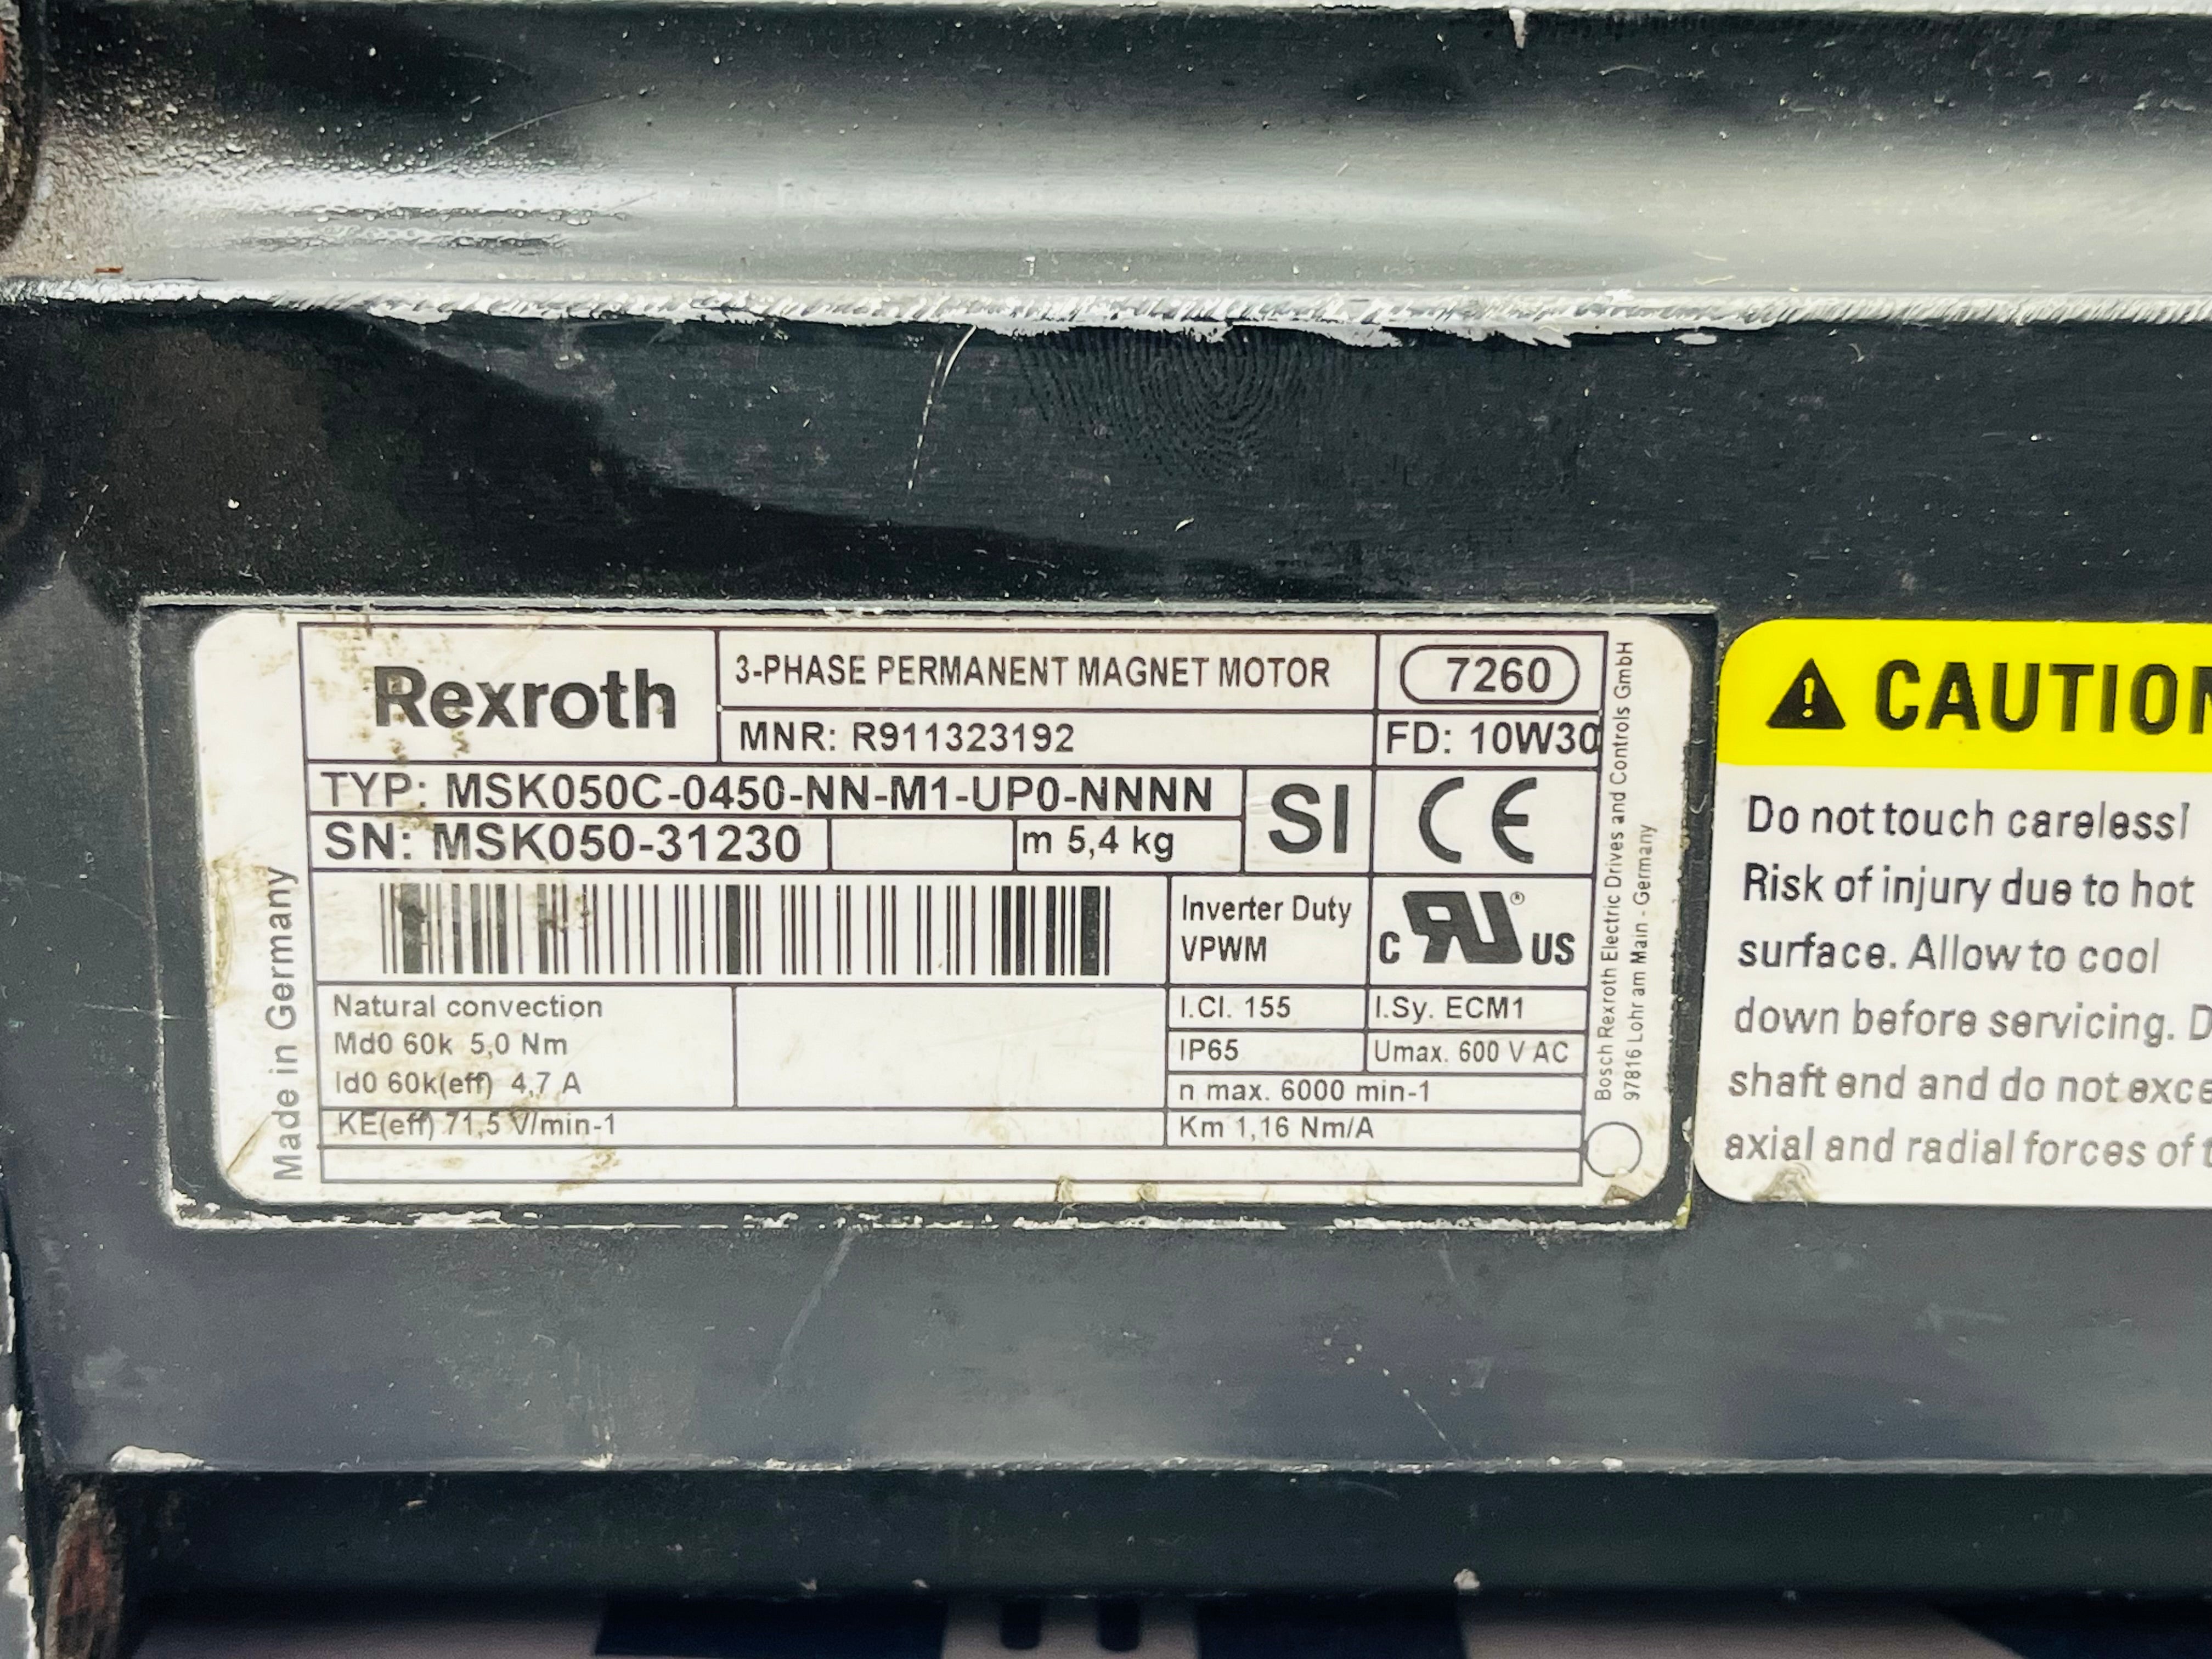 Rexroth
3-PHASE PERMANENT MAGNET MOTOR
7260
MNR: R911323192
FD: 10W30
TYP: MSK050C-0450-NN-M1-UP0-NNNN
SN: MSK050-31230
m 5,4 kg
SI
CE
Inverter Duty
VPWM
C RU® US
Natural convection
Md0 60k 5,0 Nm
Id0 60k(eff) 4,7 A
KE(eff) 71,5 V/min-1
I.Cl. 155
I.Sy. ECM1
IP65
Umax. 600 V AC
n max. 6000 min-1
Km 1,16 Nm/A
Made in Germany
Bosch Rexroth Electric Drives and Controls GmbH
97816 Lohr am Main - Germany
CAUTION
Do not touch careless!
Risk of injury due to hot
surface. Allow to cool
down before servicing. D
shaft end and do not exce
axial and radial forces of t